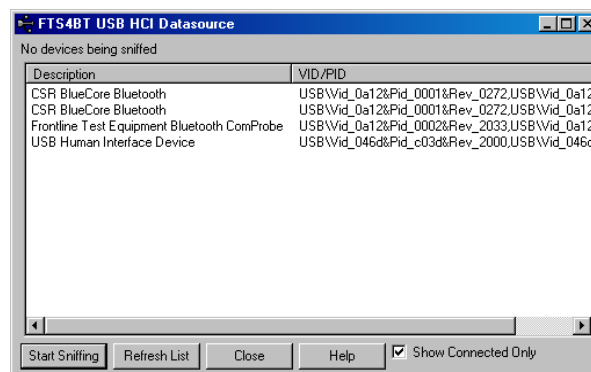 FTS4BT USB HCI Datasource
No devices being sniffed
Description VID/PID
CSR BlueCore Bluetooth USB\Vid_0a12&Pid_0001&Rev_0272,USB\Vid_0a12
CSR BlueCore Bluetooth USB\Vid_0a12&Pid_0001&Rev_0272,USB\Vid_0a12
Frontline Test Equipment Bluetooth ComProbe USB\Vid_0a12&Pid_0002&Rev_2033,USB\Vid_0a12
USB Human Interface Device USB\Vid_046d&Pid_c03d&Rev_2000,USB\Vid_046d
Start Sniffing Refresh List Close Help Show Connected Only